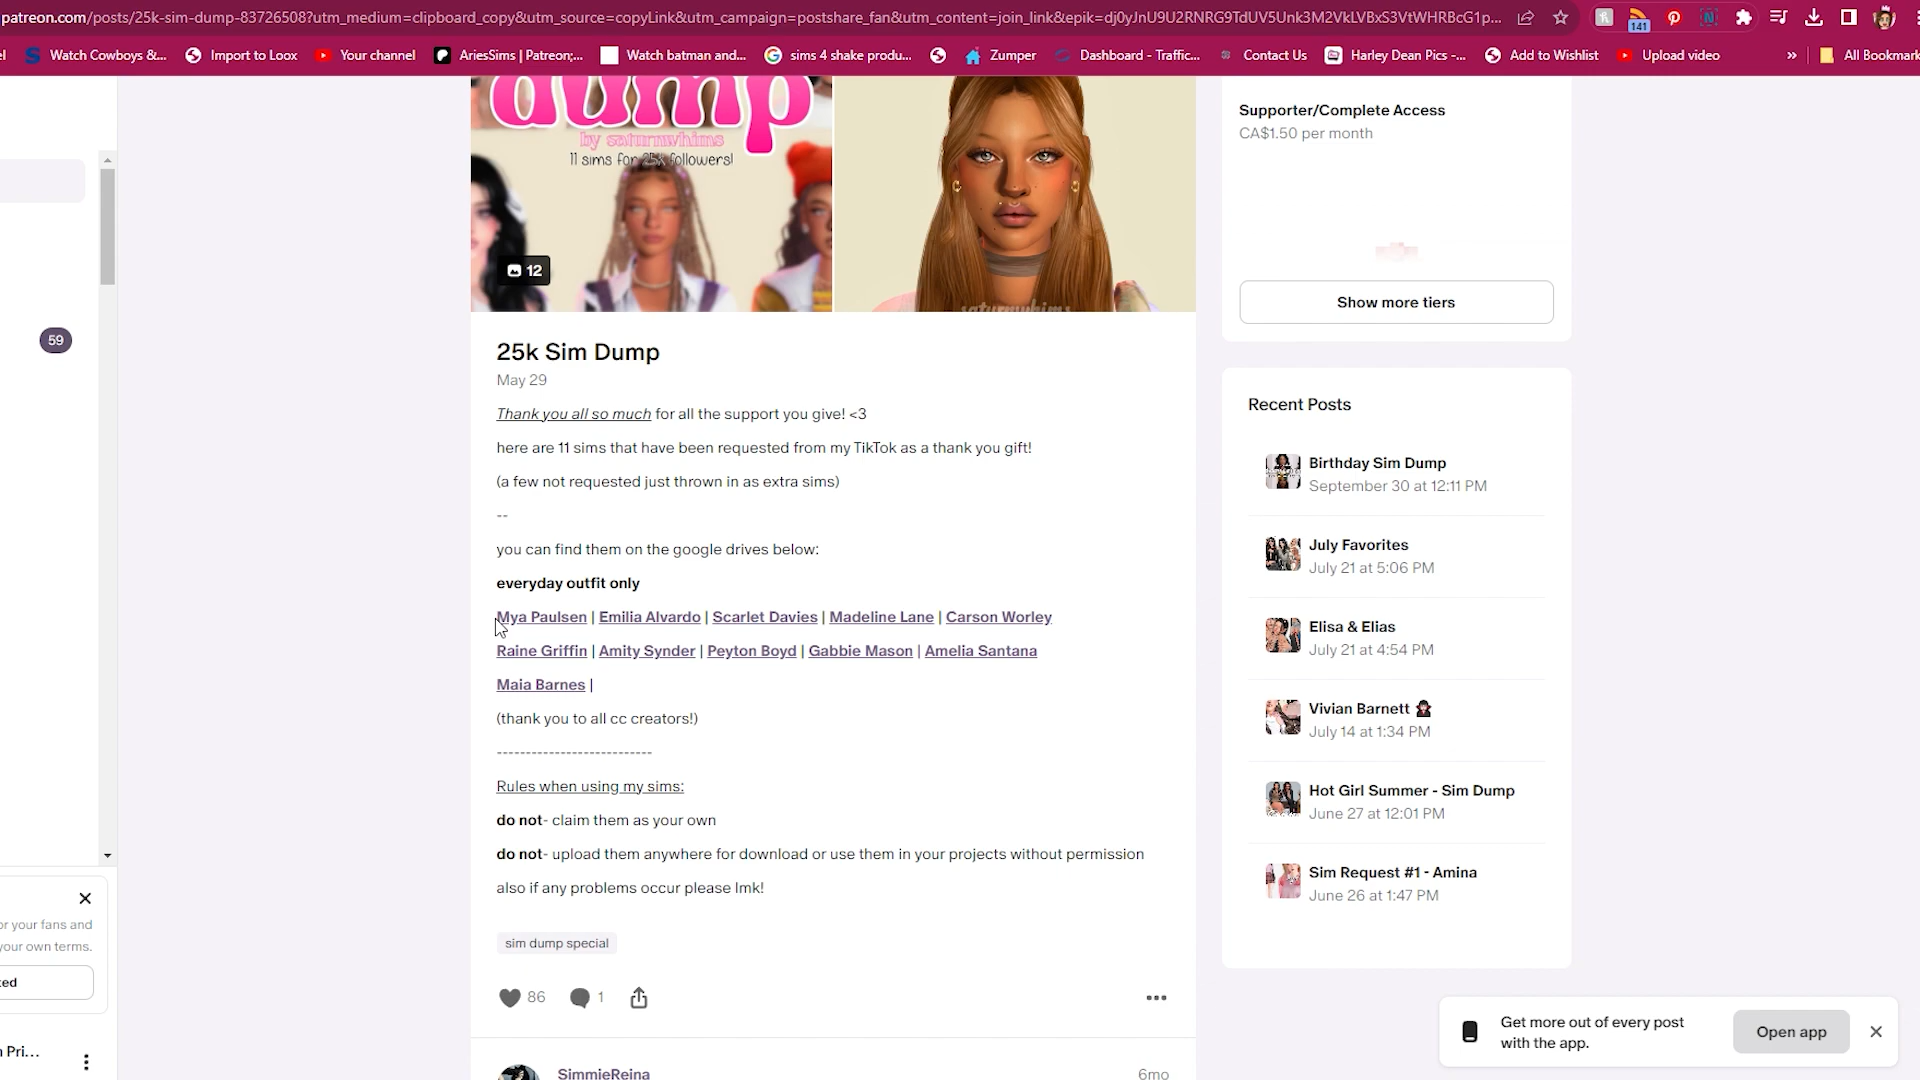 patreon.com/posts/25k-sim-dump-83726508?utm_medium=clipboard_copy&utm_source=copyLink&utm_campaign=postshare_fan&utm_content=join_link&epik=dj0yJnU9U2RNRG9TdUV5Unk3M2VkLVBxS3VtWHRBcG1p...
141
Watch Cowboys &... Import to Loox Your channel AriesSims | Patreon;... Watch batman and... sims 4 shake produ... Zumper Dashboard - Traffic... Contact Us Harley Dean Pics -... Add to Wishlist Upload video » All Bookmark
dump
by saturnwhims
11 sims for 25k followers!
12
saturnwhims
Supporter/Complete Access
CA$1.50 per month
Show more tiers
59
25k Sim Dump
May 29
Thank you all so much for all the support you give! <3
here are 11 sims that have been requested from my TikTok as a thank you gift!
(a few not requested just thrown in as extra sims)
--
you can find them on the google drives below:
everyday outfit only
Mya Paulsen | Emilia Alvardo | Scarlet Davies | Madeline Lane | Carson Worley
Raine Griffin | Amity Synder | Peyton Boyd | Gabbie Mason | Amelia Santana
Maia Barnes |
(thank you to all cc creators!)
---------------------------
Rules when using my sims:
do not- claim them as your own
do not- upload them anywhere for download or use them in your projects without permission
also if any problems occur please lmk!
sim dump special
86 1
SimmieReina 6mo
Recent Posts
Birthday Sim Dump
September 30 at 12:11 PM
July Favorites
July 21 at 5:06 PM
Elisa & Elias
July 21 at 4:54 PM
Vivian Barnett
July 14 at 1:34 PM
Hot Girl Summer - Sim Dump
June 27 at 12:01 PM
Sim Request #1 - Amina
June 26 at 1:47 PM
or your fans and
your own terms.
Pri...
Get more out of every post
with the app.
Open app